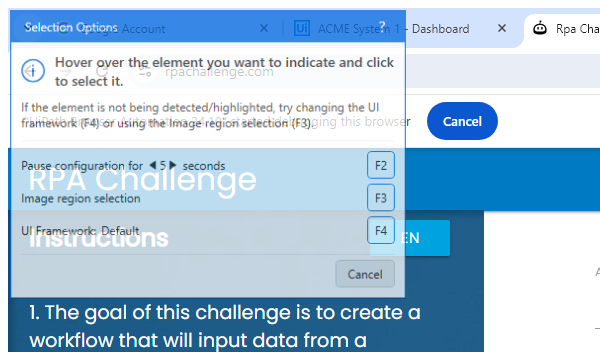 Selection Options
?
Account
ACME System 1 - Dashboard
Rpa Cha
Hover over the element you want to indicate and click
to select it.
rpachallenge.com
If the element is not being detected/highlighted, try changing the UI
framework (F4) or using the Image region selection (F3).
ging this browser
Cancel
Pause configuration for 5 seconds
F2
RPA Challenge
Image region selection
F3
UI Framework: Default
F4
Instructions
EN
Cancel
1. The goal of this challenge is to create a
workflow that will input data from a